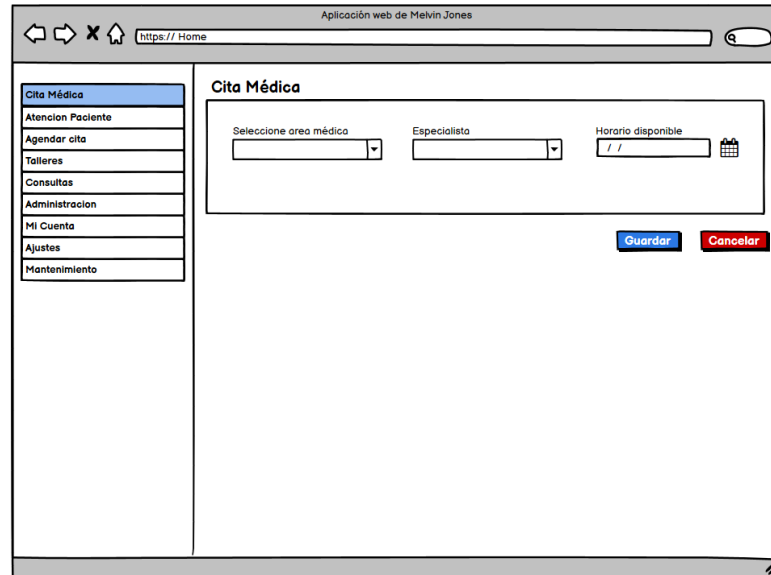 Aplicación web de Melvin Jones
https:// Home
Cita Médica
Atencion Paciente
Agendar cita
Talleres
Consultas
Administracion
Mi Cuenta
Ajustes
Mantenimiento
Cita Médica
Seleccione area médica Especialista Horario disponible
/ /
Guardar Cancelar